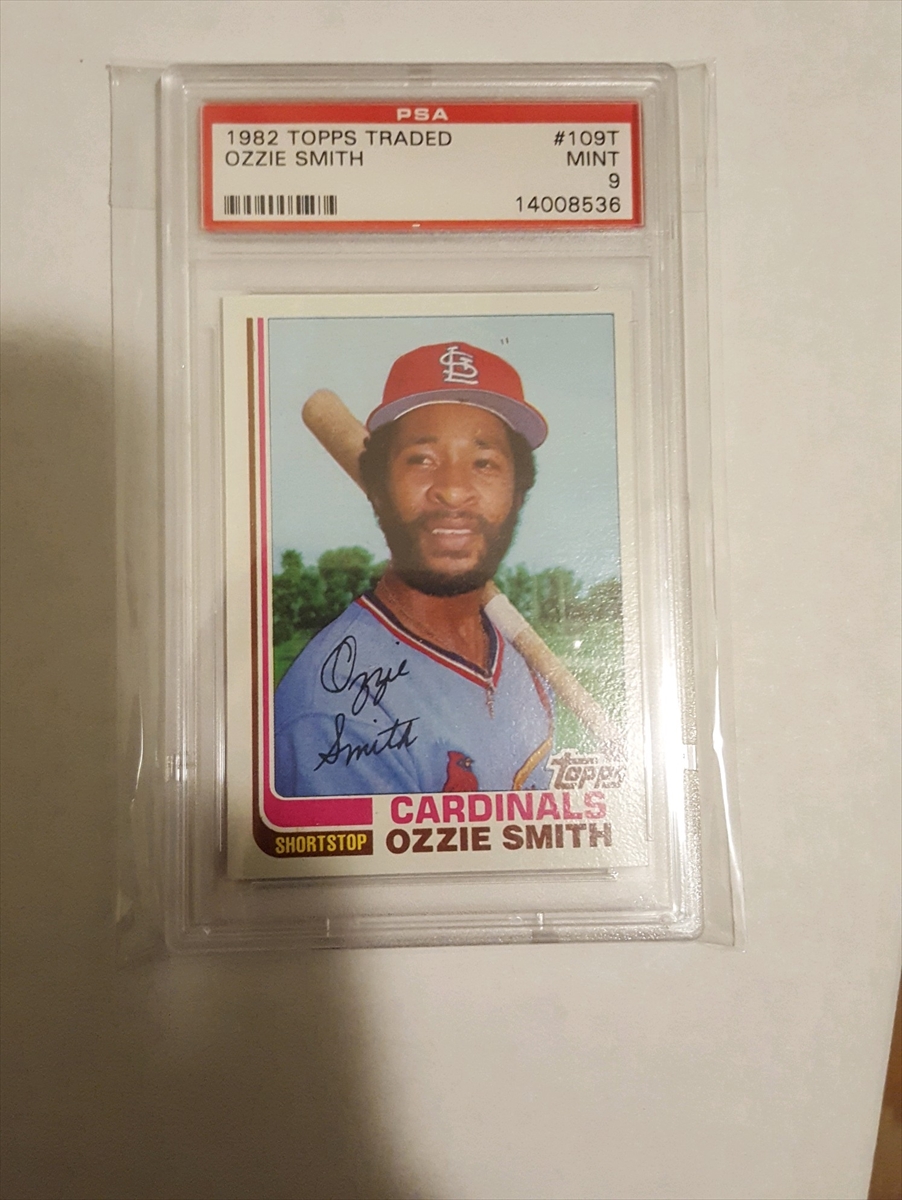 PSA
1982 TOPPS TRADED #109T
OZZIE SMITH MINT
9
14008536
StL
Ozzie
Smith
topps
CARDINALS
SHORTSTOP OZZIE SMITH